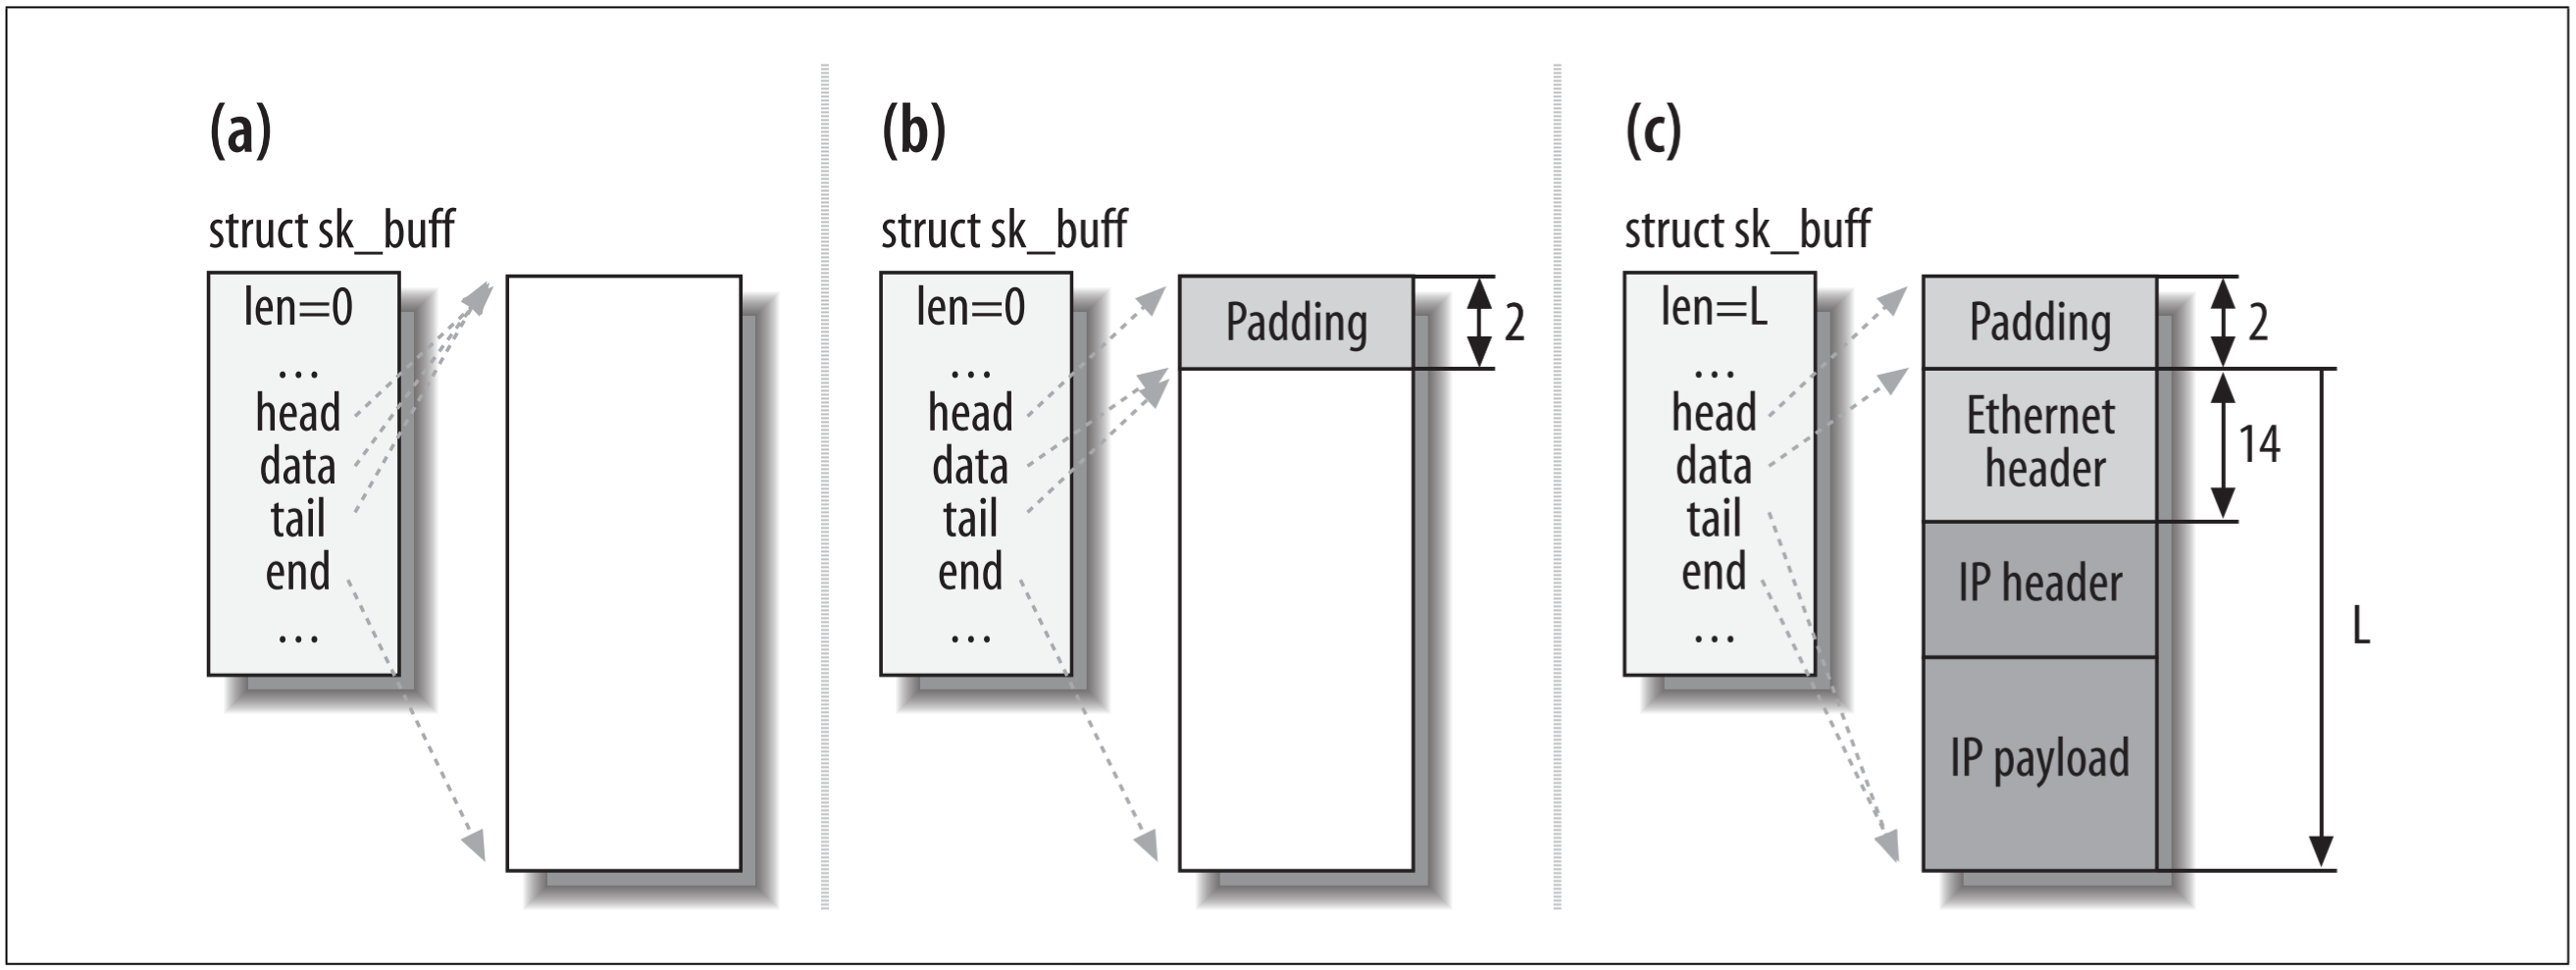 (a)
struct sk_buff
len=0
...
head
data
tail
end
...
(b)
struct sk_buff
len=0
...
head
data
tail
end
...
Padding
2
(c)
struct sk_buff
len=L
...
head
data
tail
end
...
Padding
2
Ethernet
header
14
IP header
IP payload
L